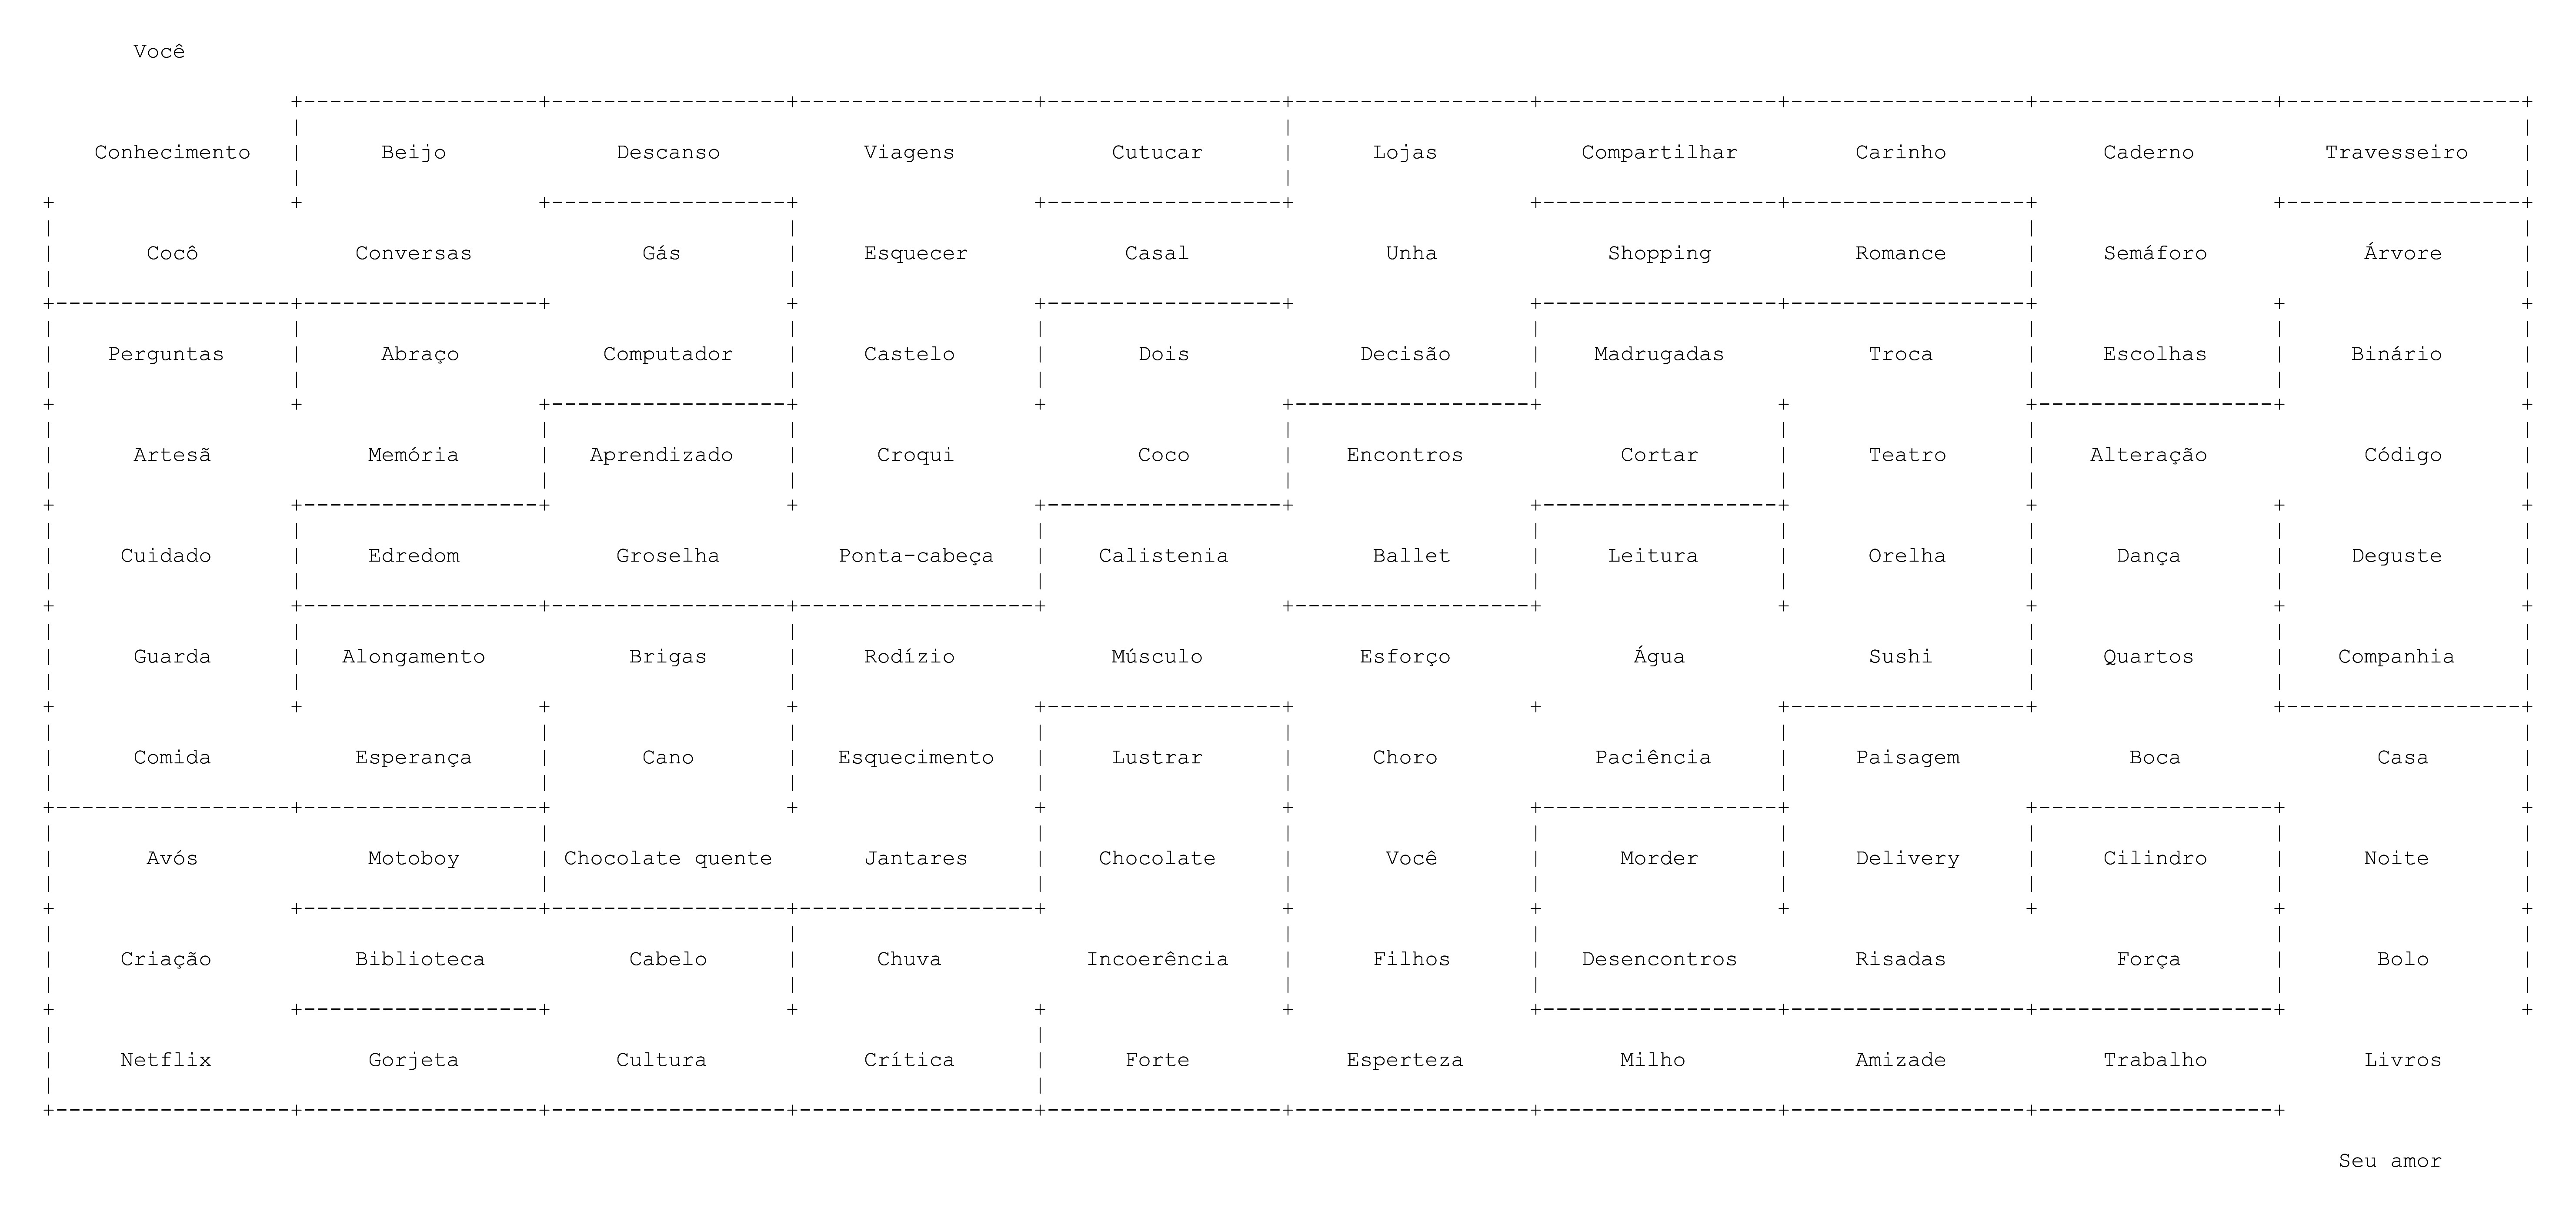 Você
Conhecimento Beijo Descanso Viagens Cutucar Lojas Compartilhar Carinho Caderno Travesseiro
Cocô Conversas Gás Esquecer Casal Unha Shopping Romance Semáforo Árvore
Perguntas Abraço Computador Castelo Dois Decisão Madrugadas Troca Escolhas Binário
Artesã Memória Aprendizado Croqui Coco Encontros Cortar Teatro Alteração Código
Cuidado Edredom Groselha Ponta-cabeça Calistenia Ballet Leitura Orelha Dança Deguste
Guarda Alongamento Brigas Rodízio Músculo Esforço Água Sushi Quartos Companhia
Comida Esperança Cano Esquecimento Lustrar Choro Paciência Paisagem Boca Casa
Avós Motoboy Chocolate quente Jantares Chocolate Você Morder Delivery Cilindro Noite
Criação Biblioteca Cabelo Chuva Incoerência Filhos Desencontros Risadas Força Bolo
Netflix Gorjeta Cultura Crítica Forte Esperteza Milho Amizade Trabalho Livros
Seu amor